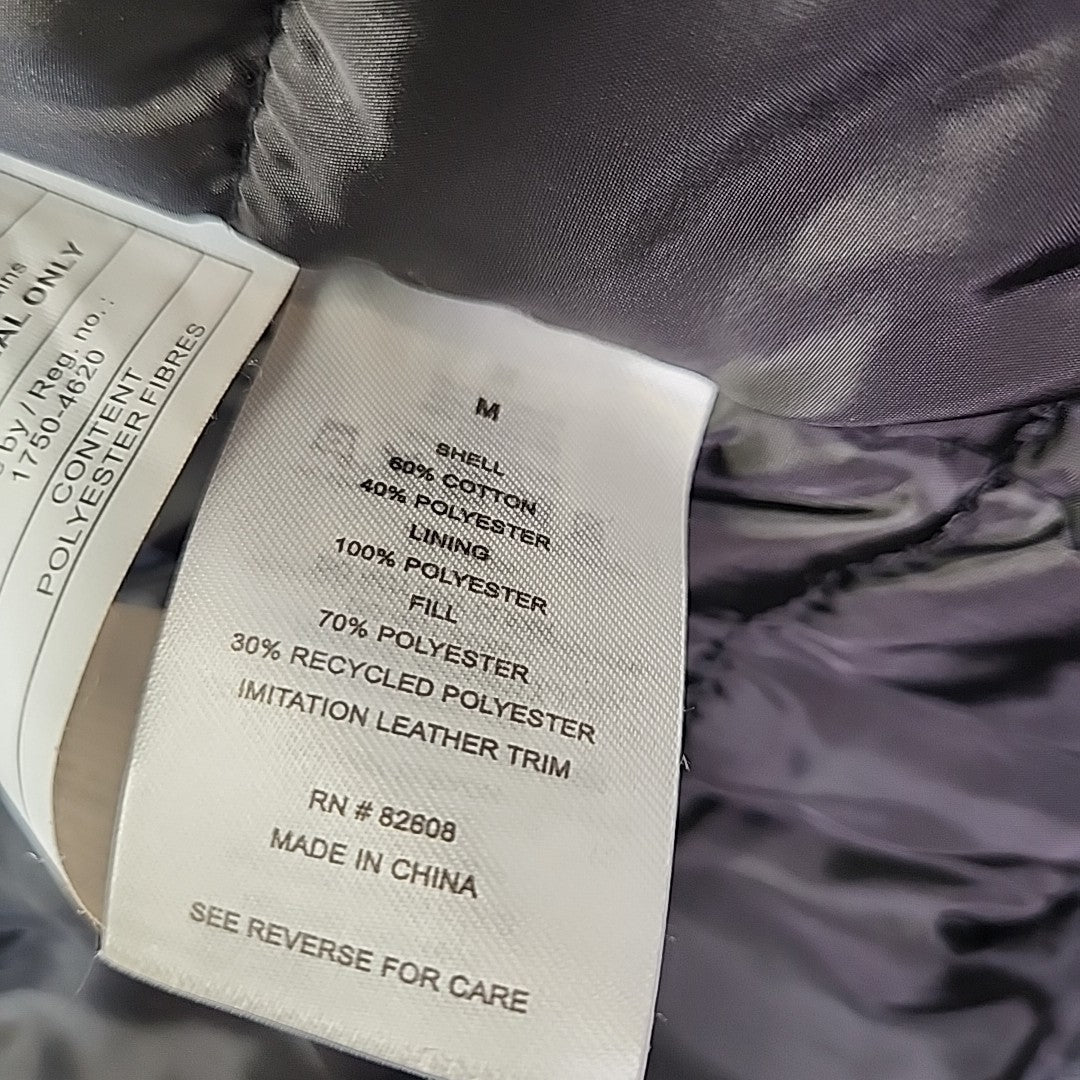 AL ONLY
by / Reg. no. :
1750-4620
CONTENT
POLYESTER FIBRES
M
SHELL
60% COTTON
40% POLYESTER
LINING
100% POLYESTER
FILL
70% POLYESTER
30% RECYCLED POLYESTER
IMITATION LEATHER TRIM
RN # 82608
MADE IN CHINA
SEE REVERSE FOR CARE